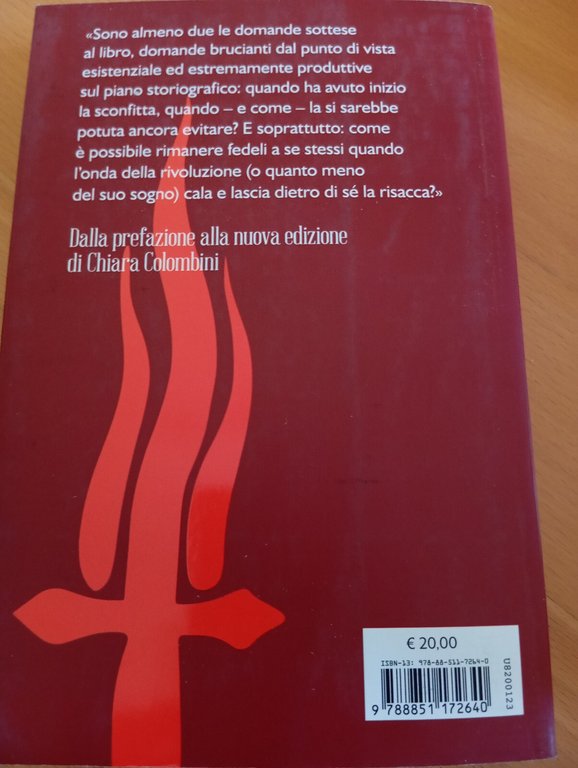 «Sono almeno due le domande sottese
al libro, domande brucianti dal punto di vista
esistenziale ed estremamente produttive
sul piano storiografico: quando ha avuto inizio
la sconfitta, quando – e come – la si sarebbe
potuta ancora evitare? E soprattutto: come
è possibile rimanere fedeli a se stessi quando
l’onda della rivoluzione (o quanto meno
del suo sogno) cala e lascia dietro di sé la risacca?»
Dalla prefazione alla nuova edizione
di Chiara Colombini
€ 20,00
ISBN-13: 978-88-511-7264-0
9 788851 172640
UB200123